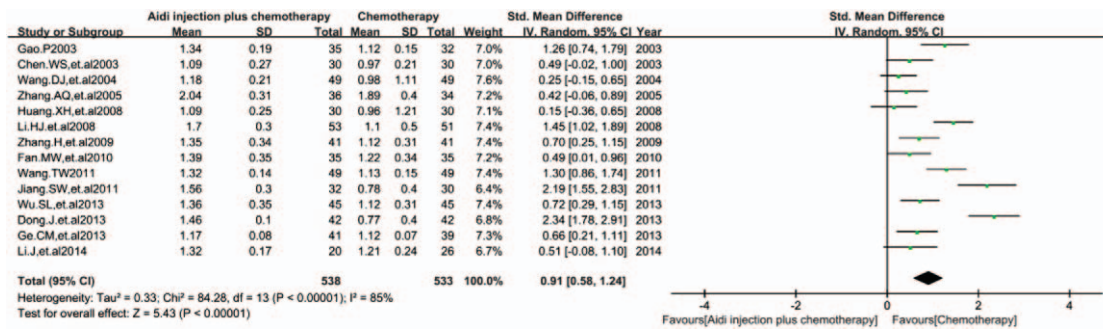 Aidi injection plus chemotherapy Chemotherapy Std. Mean Difference Std. Mean Difference
Study or Subgroup Mean SD Total Mean SD Total Weight IV. Random. 95% CI Year IV. Random. 95% CI
Gao.P2003 1.34 0.19 35 1.12 0.15 32 7.0% 1.26 [0.74, 1.79] 2003
Chen.WS,et.al2003 1.09 0.27 30 0.97 0.21 30 7.1% 0.49 [-0.02, 1.00] 2003
Wang.DJ,et.al2004 1.18 0.21 49 0.98 1.11 49 7.5% 0.25 [-0.15, 0.65] 2004
Zhang.AQ,et.al2005 2.04 0.31 36 1.89 0.4 34 7.2% 0.42 [-0.06, 0.89] 2005
Huang.XH,et.al2008 1.09 0.25 30 0.96 1.21 30 7.1% 0.15 [-0.36, 0.65] 2008
Li.HJ.et.al2008 1.7 0.3 53 1.1 0.5 51 7.4% 1.45 [1.02, 1.89] 2008
Zhang.H,et.al2009 1.35 0.34 41 1.12 0.31 41 7.3% 0.70 [0.25, 1.15] 2009
Fan.MW,et.al2010 1.39 0.35 35 1.22 0.34 35 7.2% 0.49 [0.01, 0.96] 2010
Wang.TW2011 1.32 0.14 49 1.13 0.15 49 7.4% 1.30 [0.86, 1.74] 2011
Jiang.SW,et.al2011 1.56 0.3 32 0.78 0.4 30 6.5% 2.19 [1.55, 2.83] 2011
Wu.SL,et.al2013 1.36 0.35 45 1.12 0.31 45 7.4% 0.72 [0.29, 1.15] 2013
Dong.J.et.al2013 1.46 0.1 42 0.77 0.4 42 6.9% 2.34 [1.78, 2.91] 2013
Ge.CM,et.al2013 1.17 0.08 41 1.12 0.07 39 7.3% 0.66 [0.21, 1.11] 2013
Li.J,et.al2014 1.32 0.17 20 1.21 0.24 26 6.7% 0.51 [-0.08, 1.10] 2014
Total (95% CI) 538 533 100.0% 0.91 [0.58, 1.24]
Heterogeneity: Tau² = 0.33; Chi² = 84.28, df = 13 (P < 0.00001); I² = 85%
Test for overall effect: Z = 5.43 (P < 0.00001)
-4 -2 0 2 4
Favours[Aidi injection plus chemotherapy] Favours[Chemotherapy]